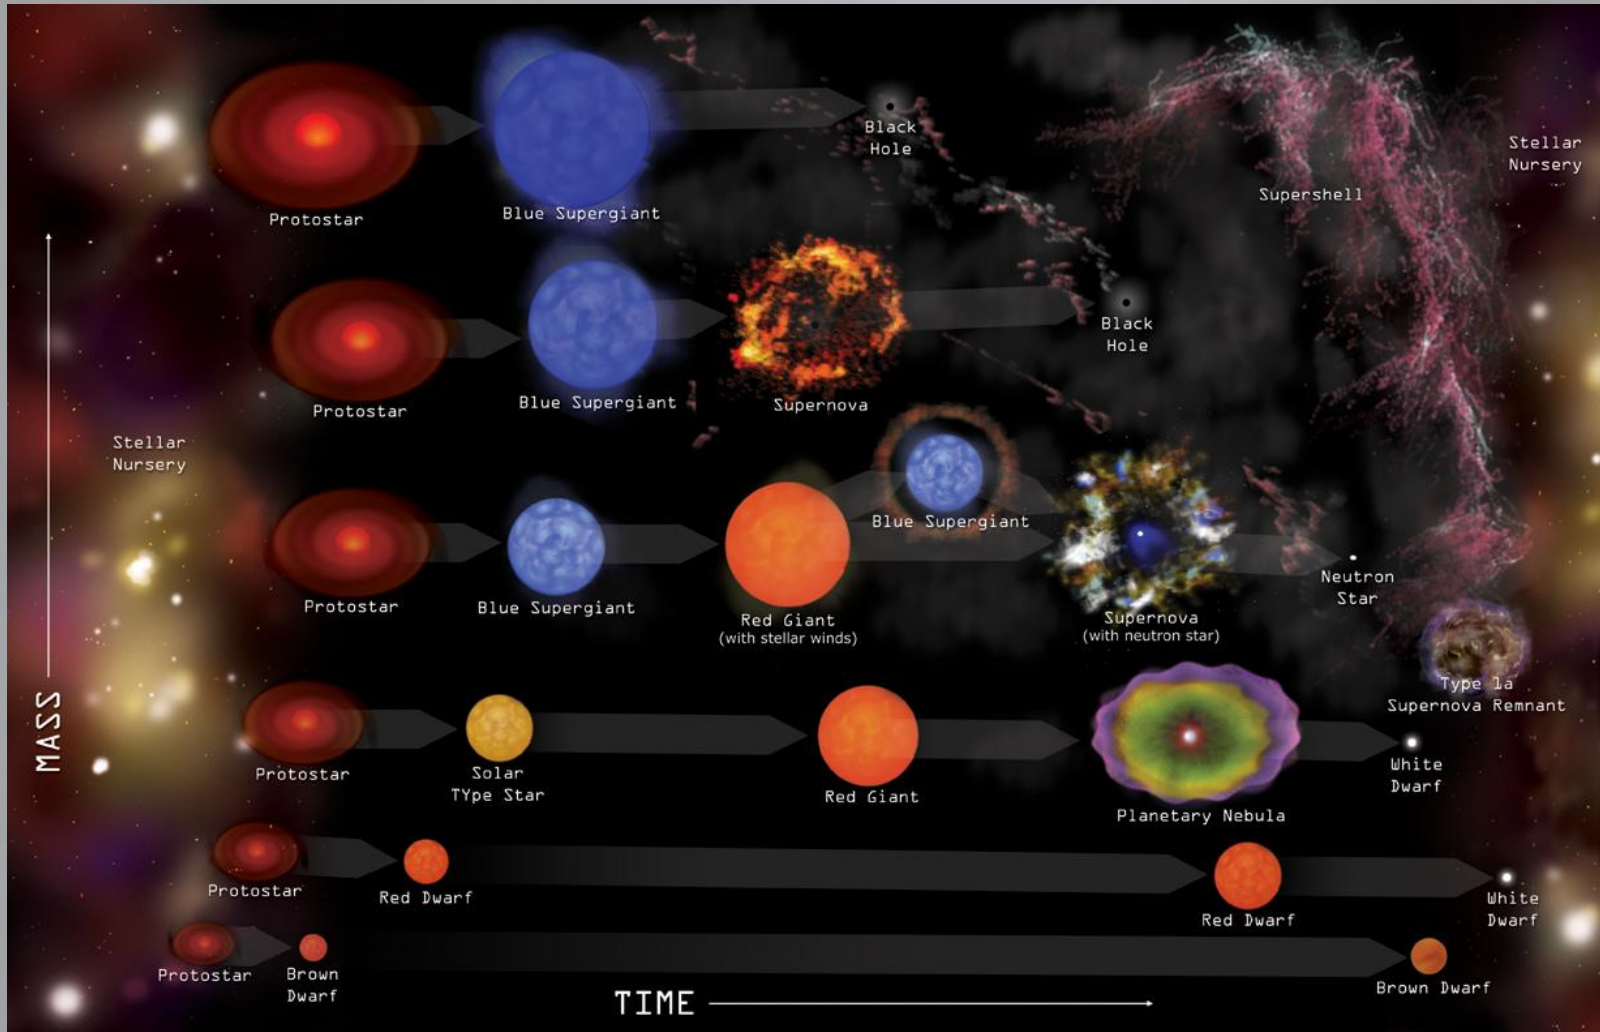 Stellar
Nursery
Protostar
Blue Supergiant
Black
Hole
Supershell
Stellar
Nursery
Protostar
Blue Supergiant
Supernova
Black
Hole
Protostar
Blue Supergiant
Red Giant
(with stellar winds)
Blue Supergiant
Supernova
(with neutron star)
Neutron
Star
Type 1a
Supernova Remnant
Protostar
Solar
TYpe Star
Red Giant
Planetary Nebula
White
Dwarf
Protostar
Red Dwarf
Red Dwarf
White
Dwarf
Protostar
Brown
Dwarf
Brown Dwarf
MASS
TIME